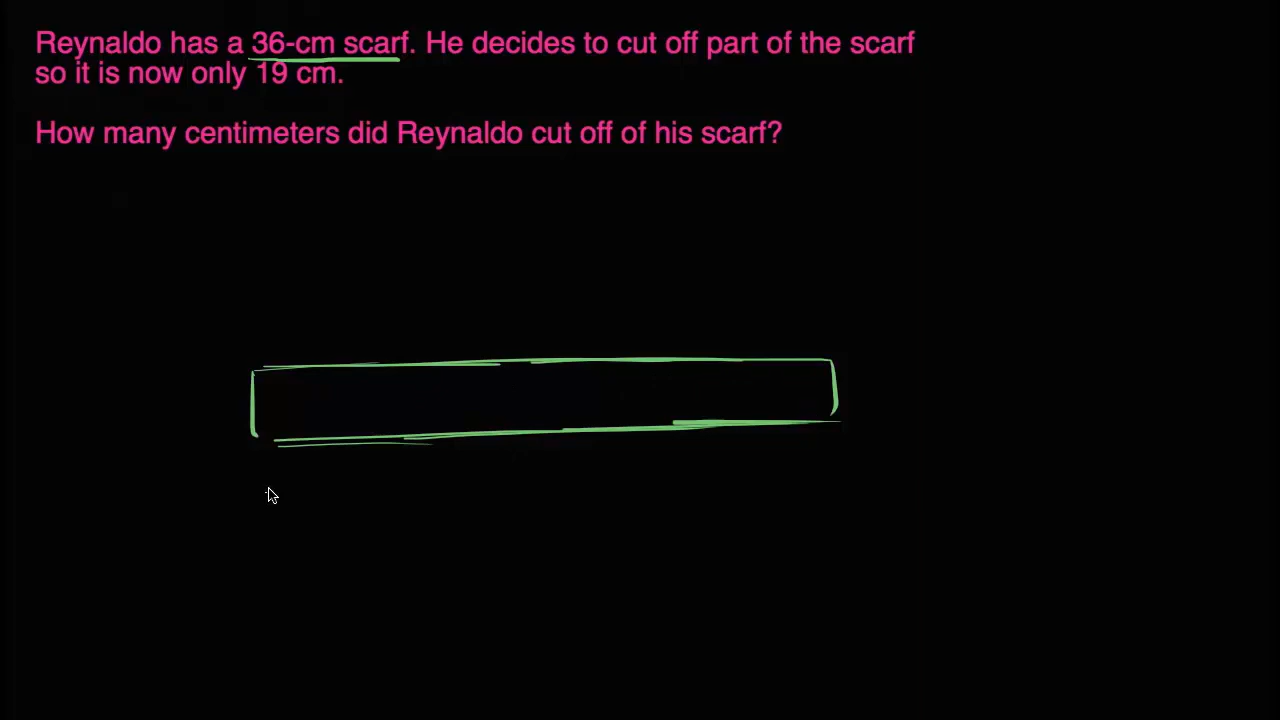 Reynaldo has a 36-cm scarf. He decides to cut off part of the scarf
so it is now only 19 cm.
How many centimeters did Reynaldo cut off of his scarf?